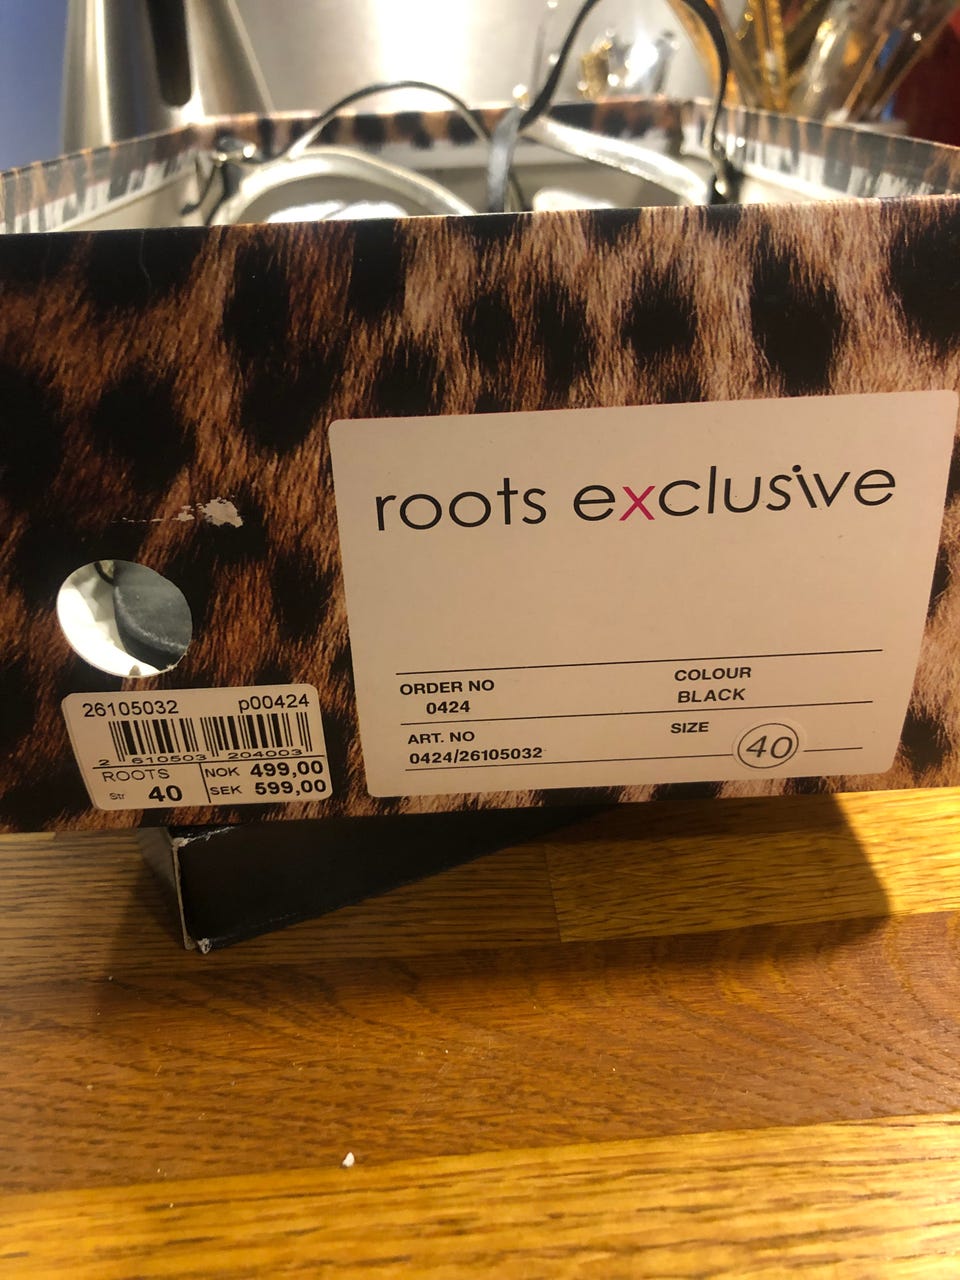 roots exclusive
ORDER NO
0424
COLOUR
BLACK
ART. NO
0424/26105032
SIZE
40
26105032 p00424
2 610503 204003
ROOTS
Str 40
NOK 499,00
SEK 599,00